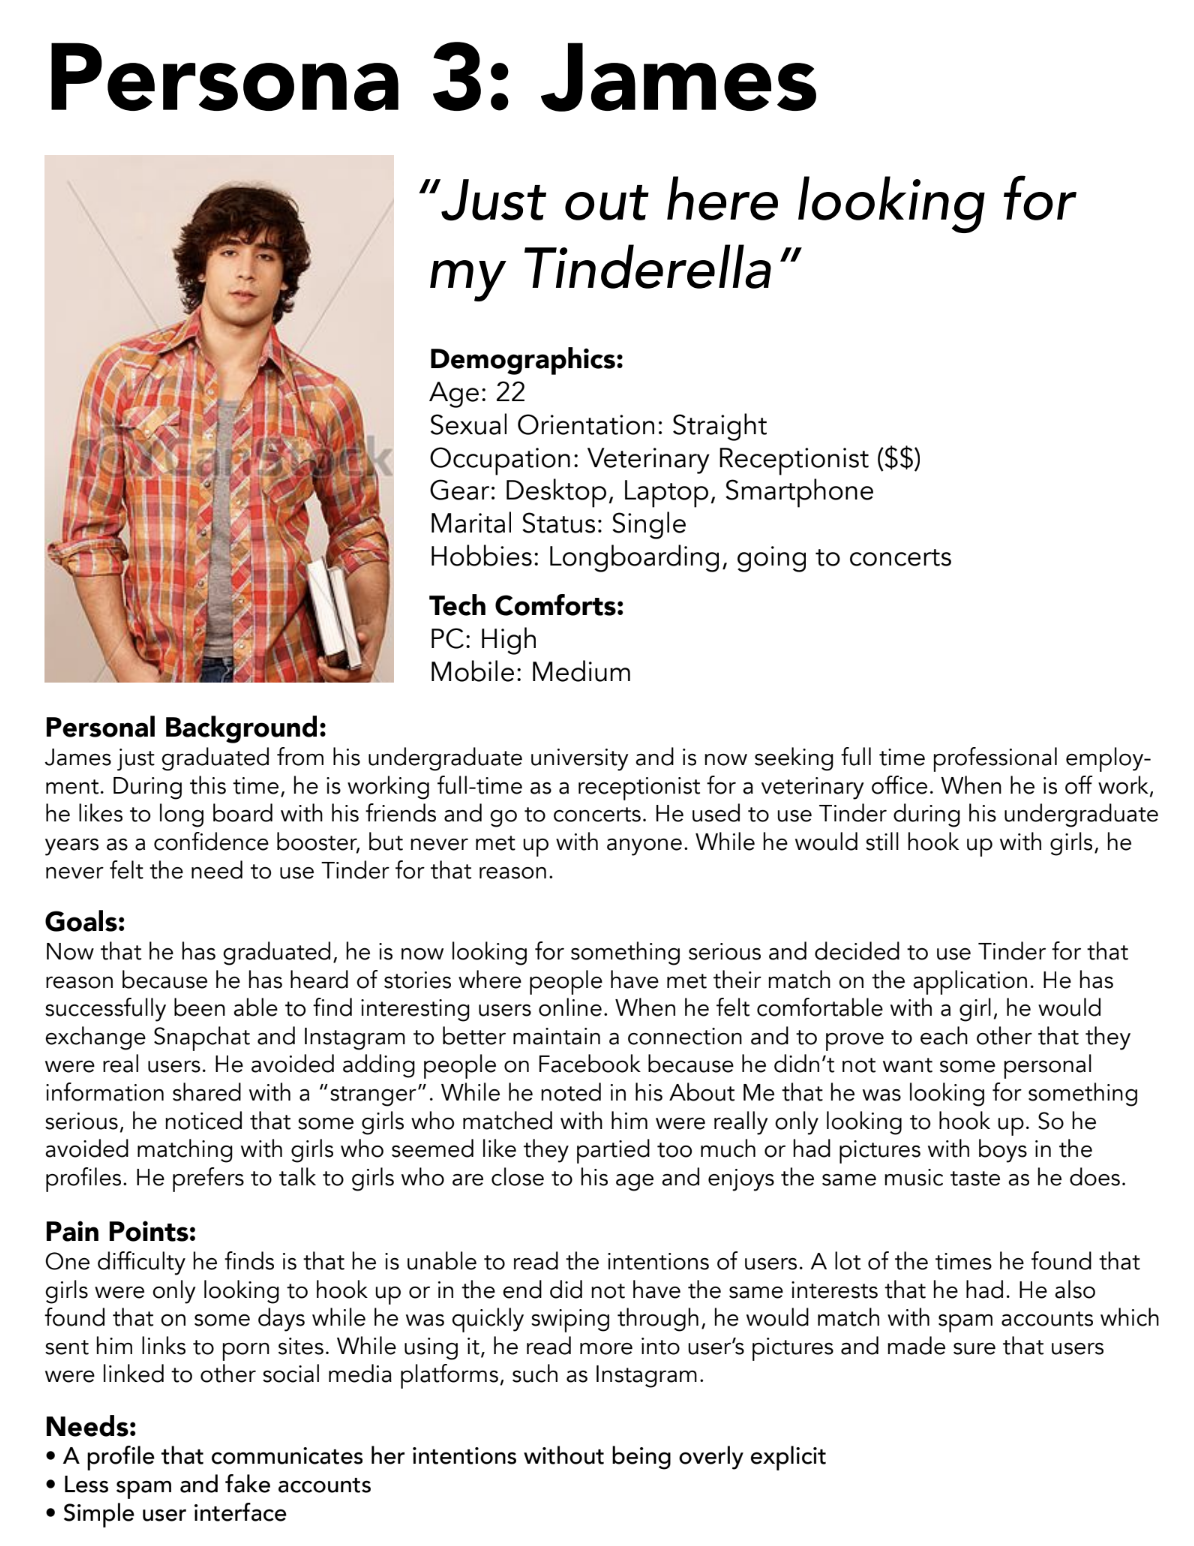 Persona 3: James
“Just out here looking for
my Tinderella”
Demographics:
Age: 22
Sexual Orientation: Straight
Occupation: Veterinary Receptionist ($$)
Gear: Desktop, Laptop, Smartphone
Marital Status: Single
Hobbies: Longboarding, going to concerts
Tech Comforts:
PC: High
Mobile: Medium
© CanStock
Personal Background:
James just graduated from his undergraduate university and is now seeking full time professional employ-
ment. During this time, he is working full-time as a receptionist for a veterinary office. When he is off work,
he likes to long board with his friends and go to concerts. He used to use Tinder during his undergraduate
years as a confidence booster, but never met up with anyone. While he would still hook up with girls, he
never felt the need to use Tinder for that reason.
Goals:
Now that he has graduated, he is now looking for something serious and decided to use Tinder for that
reason because he has heard of stories where people have met their match on the application. He has
successfully been able to find interesting users online. When he felt comfortable with a girl, he would
exchange Snapchat and Instagram to better maintain a connection and to prove to each other that they
were real users. He avoided adding people on Facebook because he didn’t not want some personal
information shared with a ”stranger”. While he noted in his About Me that he was looking for something
serious, he noticed that some girls who matched with him were really only looking to hook up. So he
avoided matching with girls who seemed like they partied too much or had pictures with boys in the
profiles. He prefers to talk to girls who are close to his age and enjoys the same music taste as he does.
Pain Points:
One difficulty he finds is that he is unable to read the intentions of users. A lot of the times he found that
girls were only looking to hook up or in the end did not have the same interests that he had. He also
found that on some days while he was quickly swiping through, he would match with spam accounts which
sent him links to porn sites. While using it, he read more into user’s pictures and made sure that users
were linked to other social media platforms, such as Instagram.
Needs:
• A profile that communicates her intentions without being overly explicit
• Less spam and fake accounts
• Simple user interface